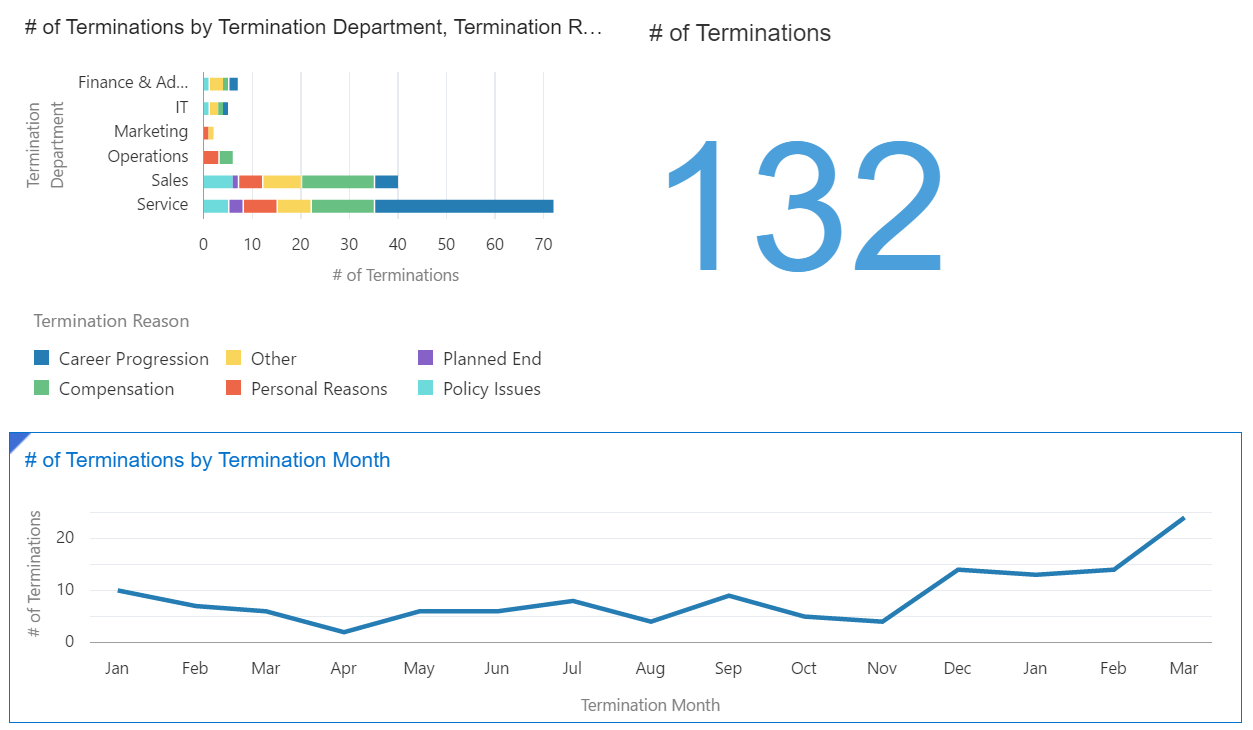 # of Terminations by Termination Department, Termination R...
# of Terminations
132
Termination
Department
Finance & Ad...
IT
Marketing
Operations
Sales
Service
0 10 20 30 40 50 60 70
# of Terminations
Termination Reason
Career Progression Other Planned End
Compensation Personal Reasons Policy Issues
# of Terminations by Termination Month
# of Terminations
20
10
0
Jan Feb Mar Apr May Jun Jul Aug Sep Oct Nov Dec Jan Feb Mar
Termination Month